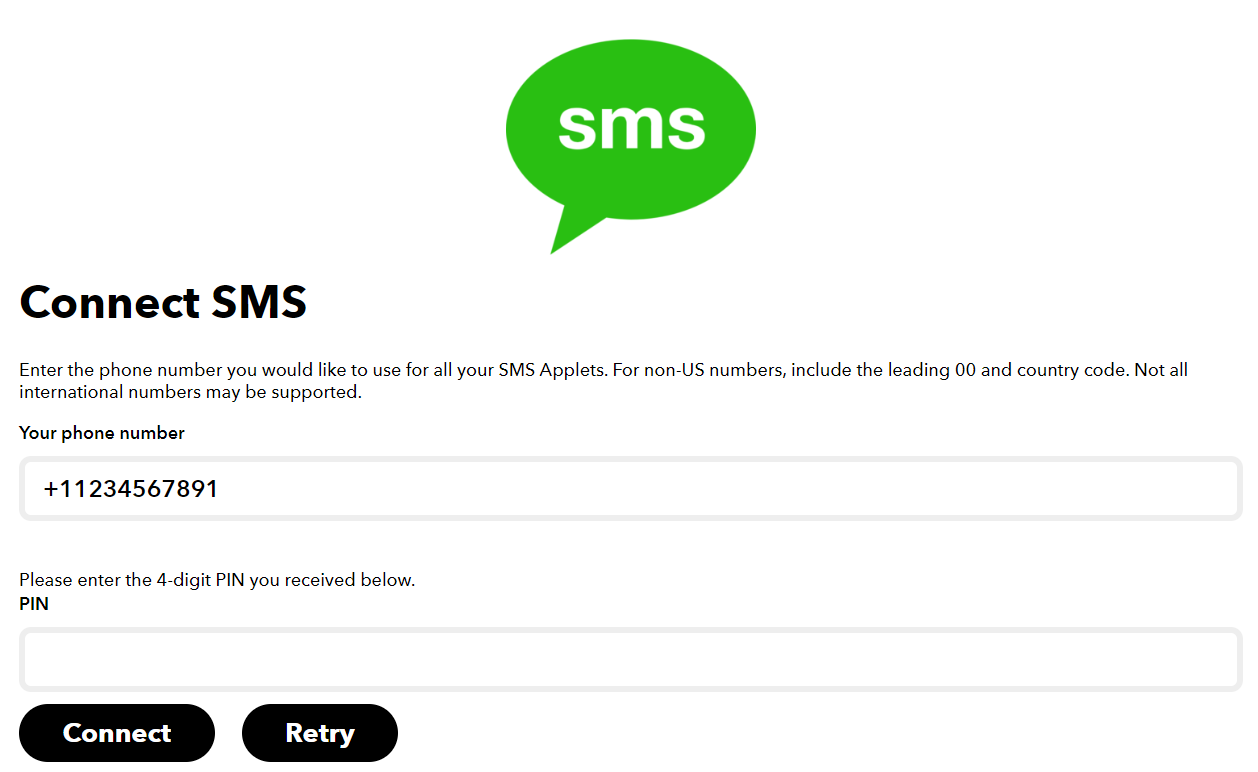 sms
Connect SMS
Enter the phone number you would like to use for all your SMS Applets. For non-US numbers, include the leading 00 and country code. Not all
international numbers may be supported.
Your phone number
+11234567891
Please enter the 4-digit PIN you received below.
PIN
Connect Retry